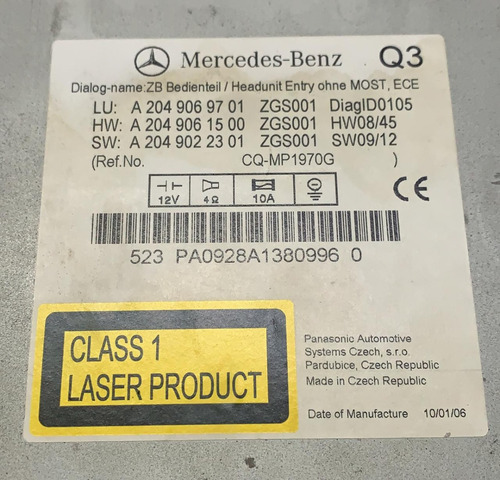 Mercedes-Benz Q3
Dialog-name: ZB Bedienteil / Headunit Entry ohne MOST, ECE
LU: A 204 906 97 01 ZGS001 DiagID0105
HW: A 204 906 15 00 ZGS001 HW08/45
SW: A 204 902 23 01 ZGS001 SW09/12
(Ref.No. CQ-MP1970G )
12V 4Ω 10A
CE
523 PA0928A1380996 0
CLASS 1
LASER PRODUCT
Panasonic Automotive
Systems Czech, s.r.o.
Pardubice, Czech Republic
Made in Czech Republic
Date of Manufacture 10/01/06